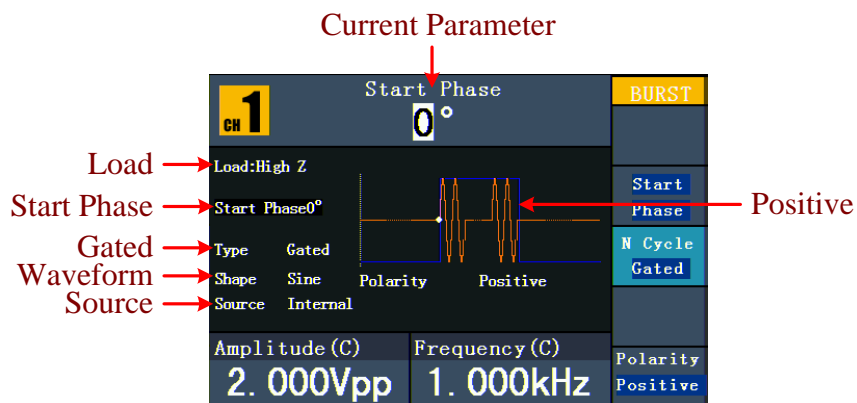 Current Parameter
CH 1
Start Phase
0°
BURST
Load
Load:High Z
Start Phase
Start Phase0°
Start
Phase
Positive
Gated
Type Gated
N Cycle
Gated
Waveform
Shape Sine
Polarity Positive
Source
Source Internal
Amplitude(C)
2.000Vpp
Frequency(C)
1.000kHz
Polarity
Positive